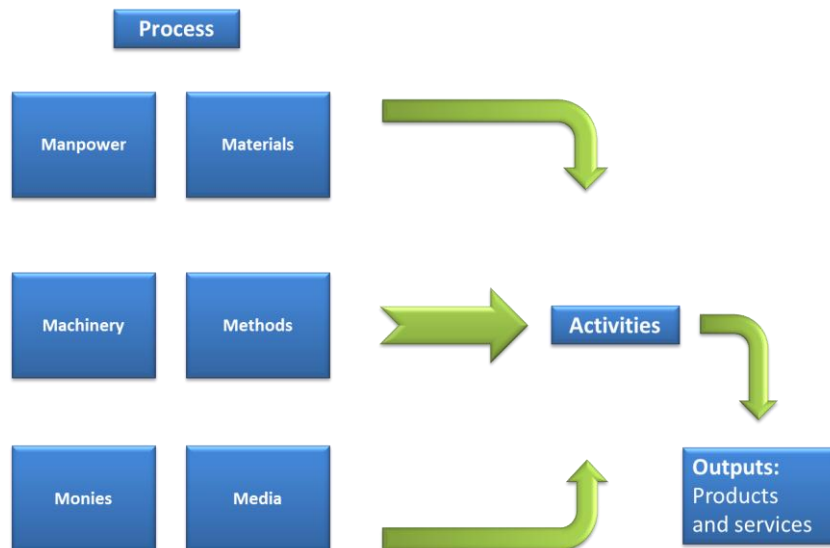 Process
Manpower
Materials
Machinery
Methods
Activities
Monies
Media
Outputs:
Products
and services